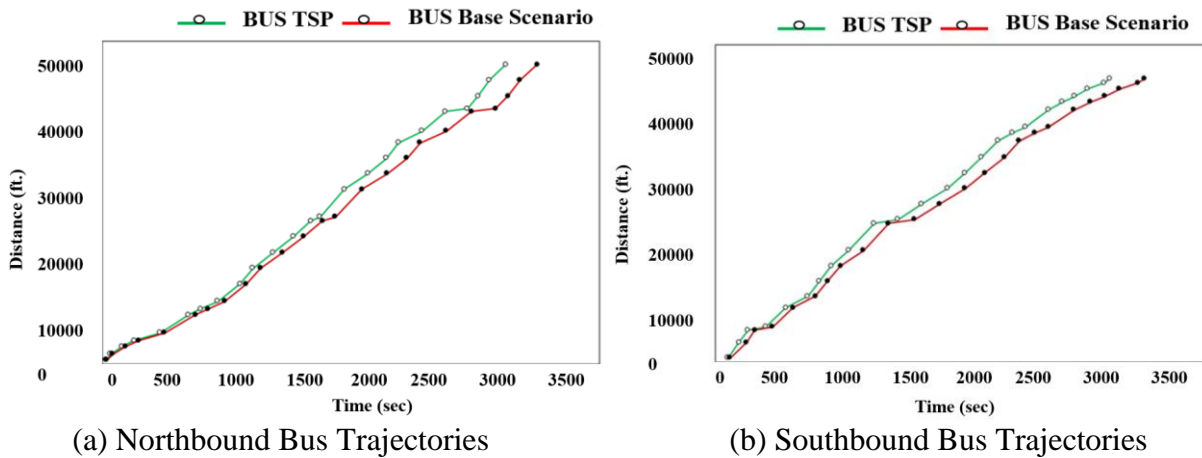 BUS TSP BUS Base Scenario
50000
40000
30000
20000
10000
0
Distance (ft.)
0 500 1000 1500 2000 2500 3000 3500
Time (sec)
(a) Northbound Bus Trajectories
BUS TSP BUS Base Scenario
50000
40000
30000
20000
10000
0
Distance (ft.)
0 500 1000 1500 2000 2500 3000 3500
Time (sec)
(b) Southbound Bus Trajectories